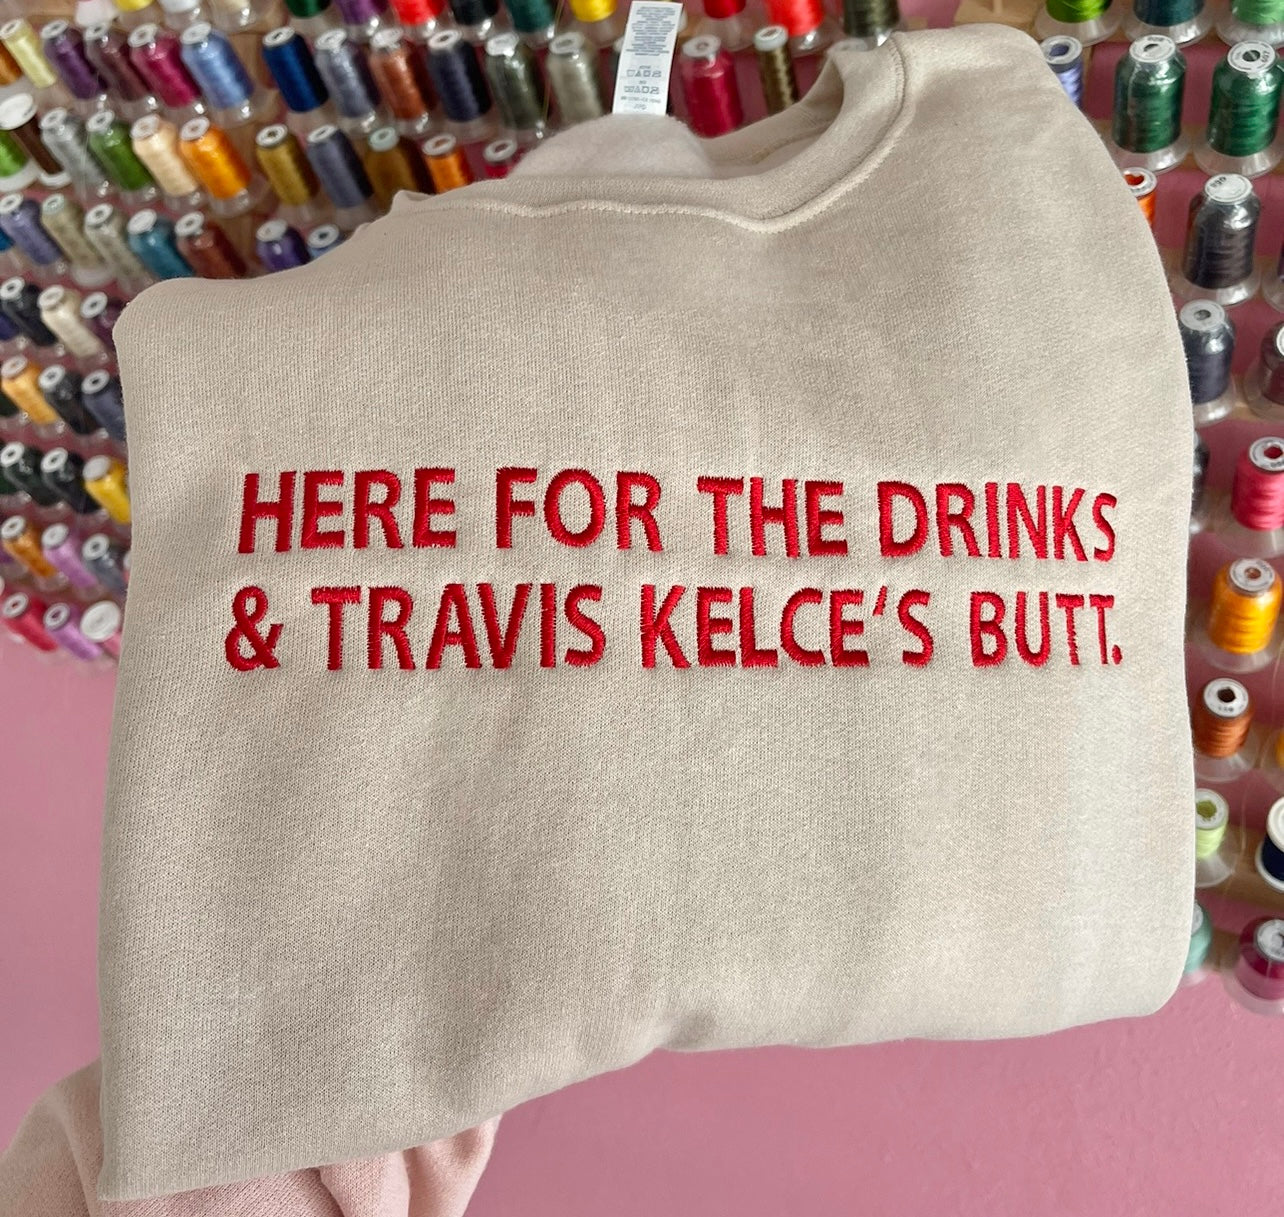 HERE FOR THE DRINKS
& TRAVIS KELCE'S BUTT.